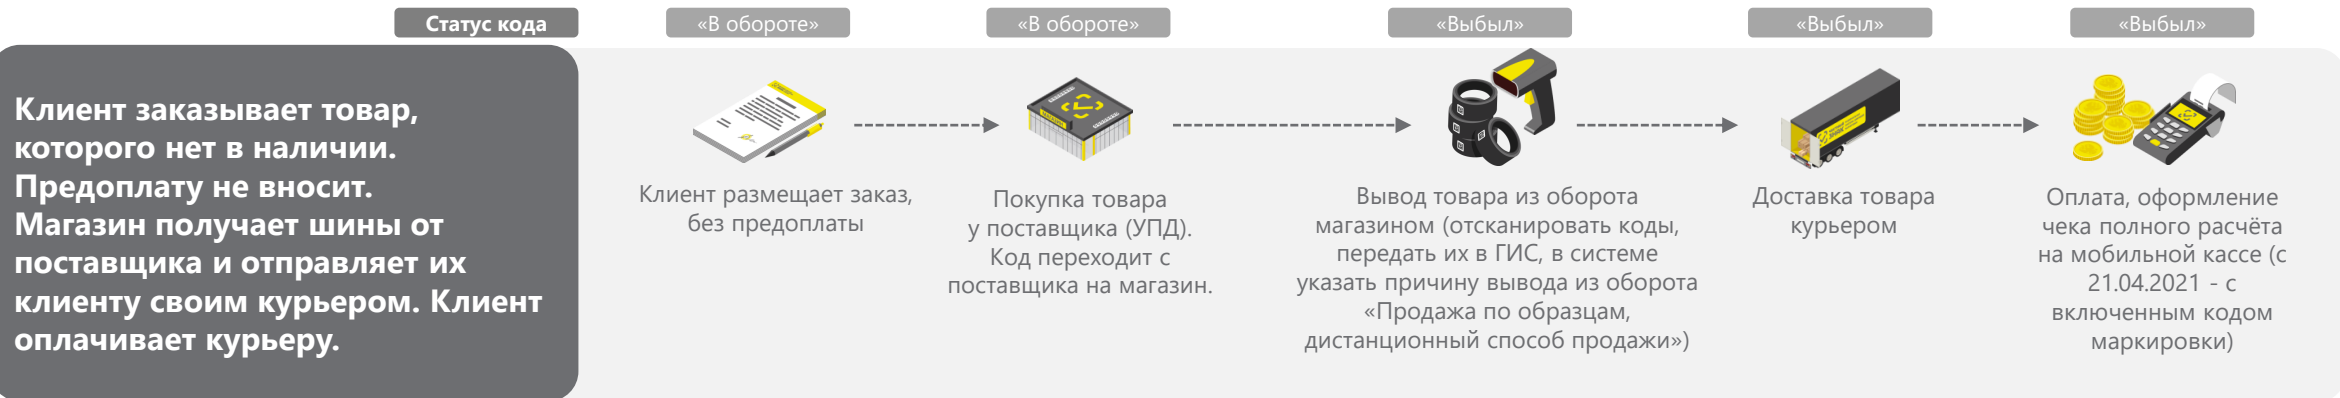 Статус кода
«В обороте»
«В обороте»
«Выбыл»
«Выбыл»
«Выбыл»
Клиент заказывает товар,
которого нет в наличии.
Предоплату не вносит.
Магазин получает шины от
поставщика и отправляет их
клиенту своим курьером. Клиент
оплачивает курьеру.
Клиент размещает заказ,
без предоплаты
МАГАЗИН
Покупка товара
у поставщика (УПД).
Код переходит с
поставщика на магазин.
Вывод товара из оборота
магазином (отсканировать коды,
передать их в ГИС, в системе
указать причину вывода из оборота
«Продажа по образцам,
дистанционный способ продажи»)
Доставка товара
курьером
Оплата, оформление
чека полного расчёта
на мобильной кассе (с
21.04.2021 - с
включенным кодом
маркировки)